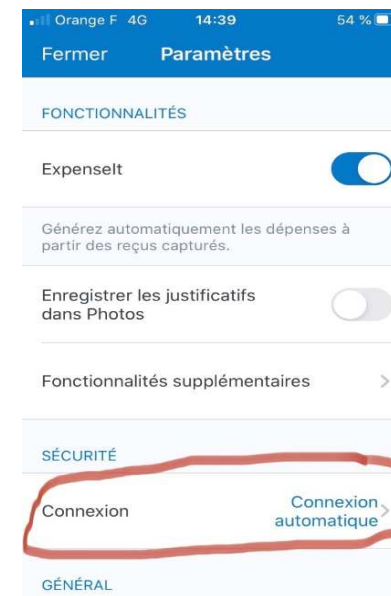 Orange F 4G 14:39 54 %
Fermer Paramètres
FONCTIONNALITÉS
ExpenseIt
Générez automatiquement les dépenses à
partir des reçus capturés.
Enregistrer les justificatifs
dans Photos
Fonctionnalités supplémentaires
SÉCURITÉ
Connexion
Connexion
automatique
GÉNÉRAL